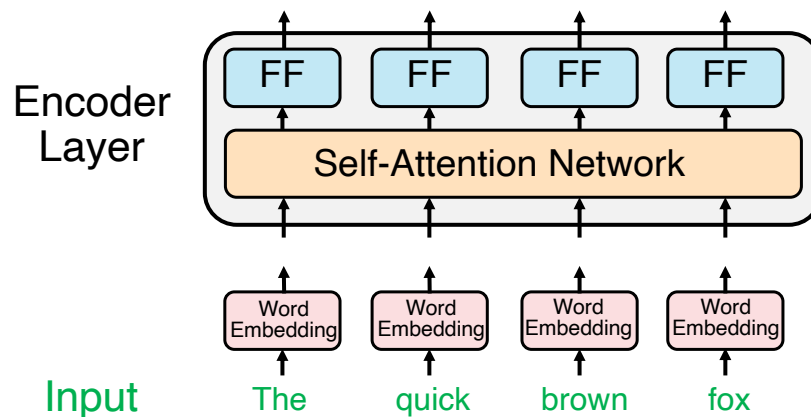 FF FF FF FF
Encoder
Layer
Self-Attention Network
Word
Embedding
Word
Embedding
Word
Embedding
Word
Embedding
Input The quick brown fox